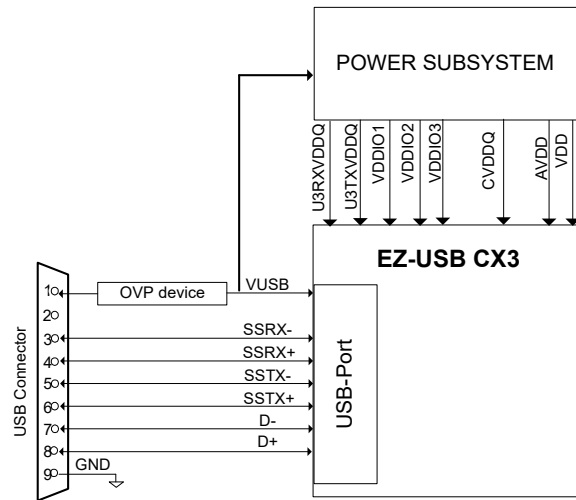 POWER SUBSYSTEM
U3RXVDDQ
U3TXVDDQ
VDDIO1
VDDIO2
VDDIO3
CVDDQ
AVDD
VDD
EZ-USB CX3
USB Connector
1
OVP device
VUSB
2
3
SSRX-
4
SSRX+
5
SSTX-
6
SSTX+
7
D-
8
D+
9
GND
USB-Port